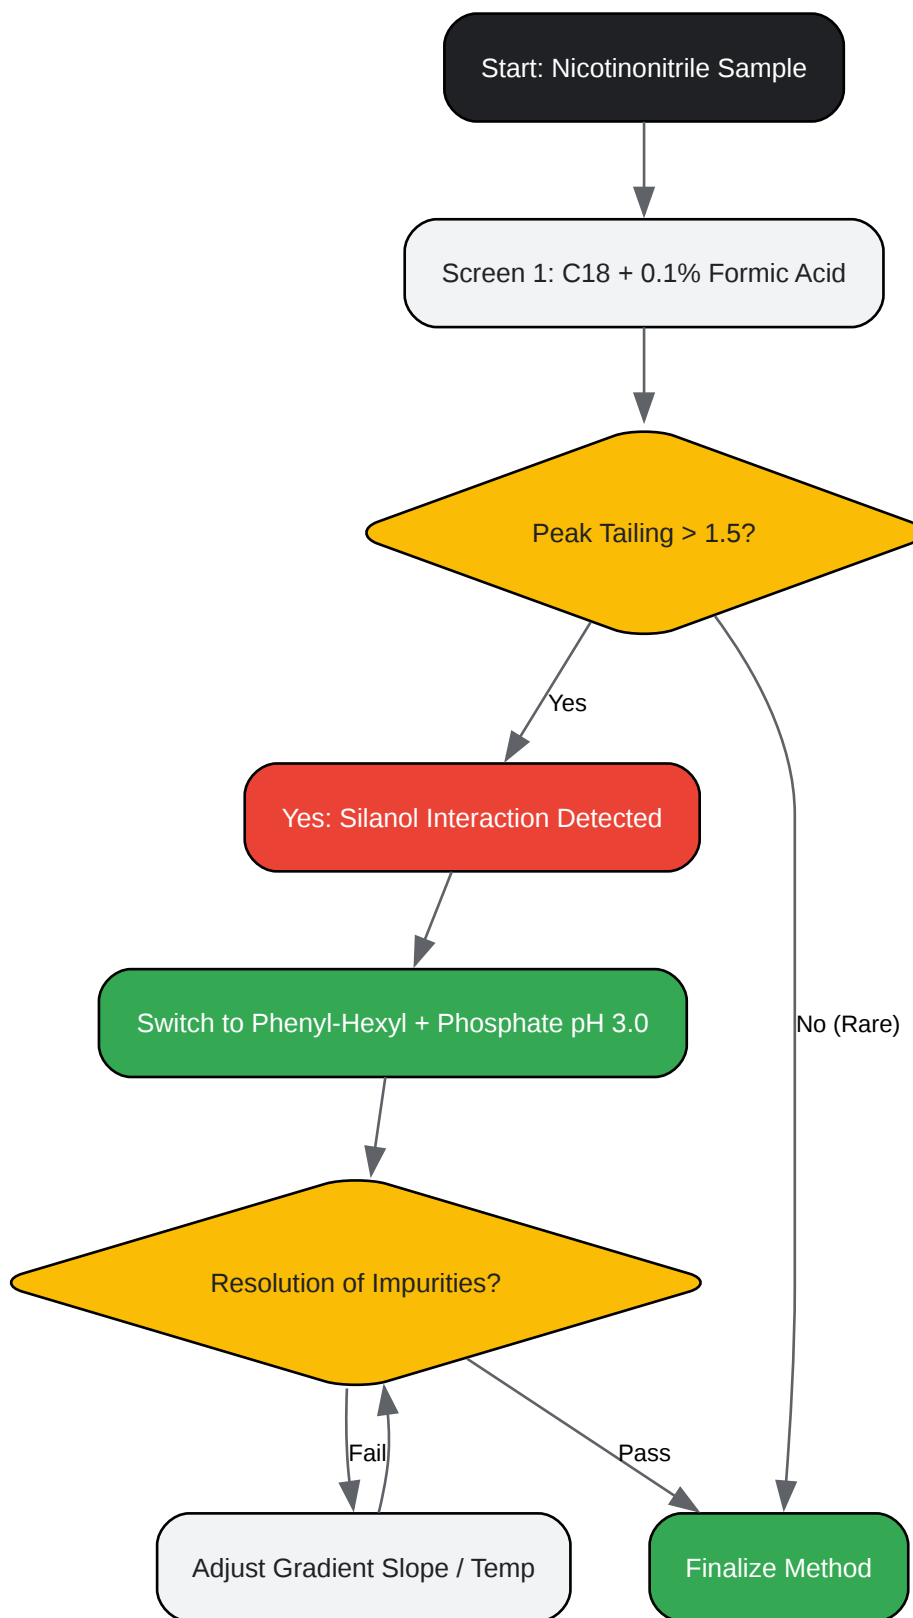 Start: Nicotinonitrile Sample
Screen 1: C18 + 0.1% Formic Acid
Peak Tailing > 1.5?
Yes
Yes: Silanol Interaction Detected
Switch to Phenyl-Hexyl + Phosphate pH 3.0
No (Rare)
Resolution of Impurities?
Fail
Pass
Adjust Gradient Slope / Temp
Finalize Method